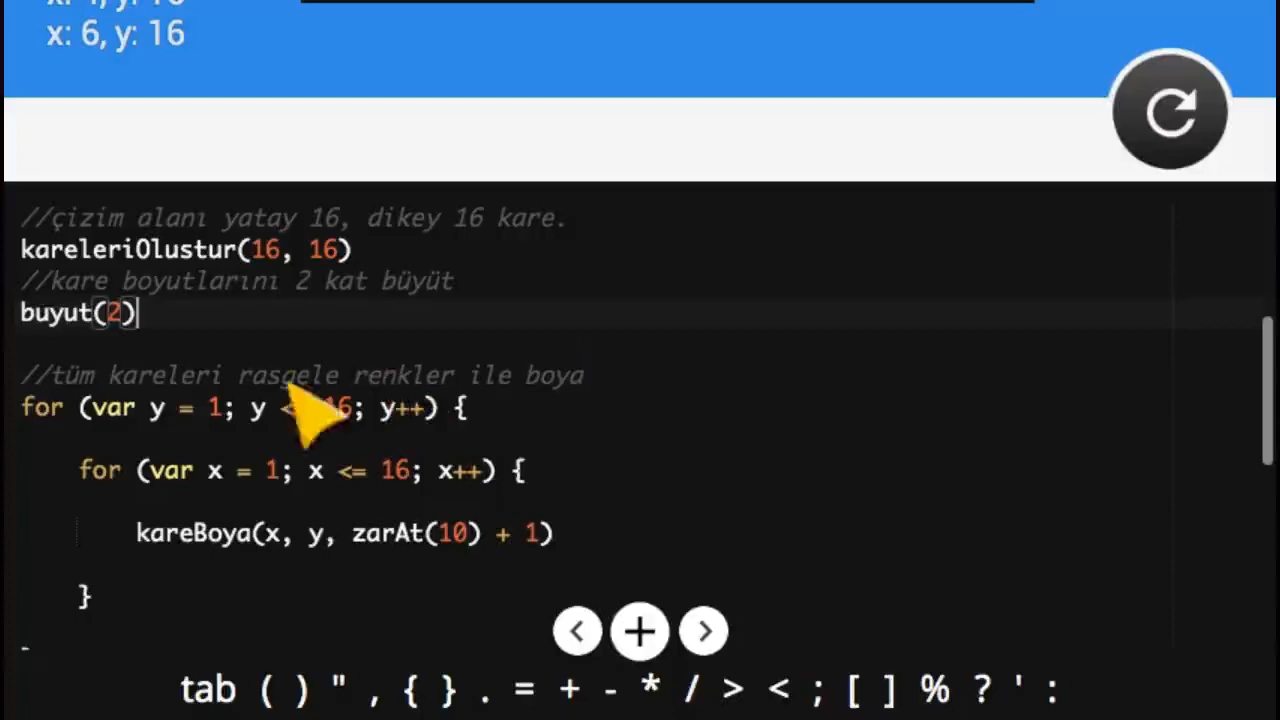 x: 6, y: 16
//çizim alanı yatay 16, dikey 16 kare.
kareleriOlustur(16, 16)
//kare boyutlarını 2 kat büyüt
buyut(2)
//tüm kareleri rasgele renkler ile boya
for (var y = 1; y <= 16; y++) {
for (var x = 1; x <= 16; x++) {
kareBoya(x, y, zarAt(10) + 1)
}
tab ( ) " , { } . = + - * / > < ; [ ] % ? ' :